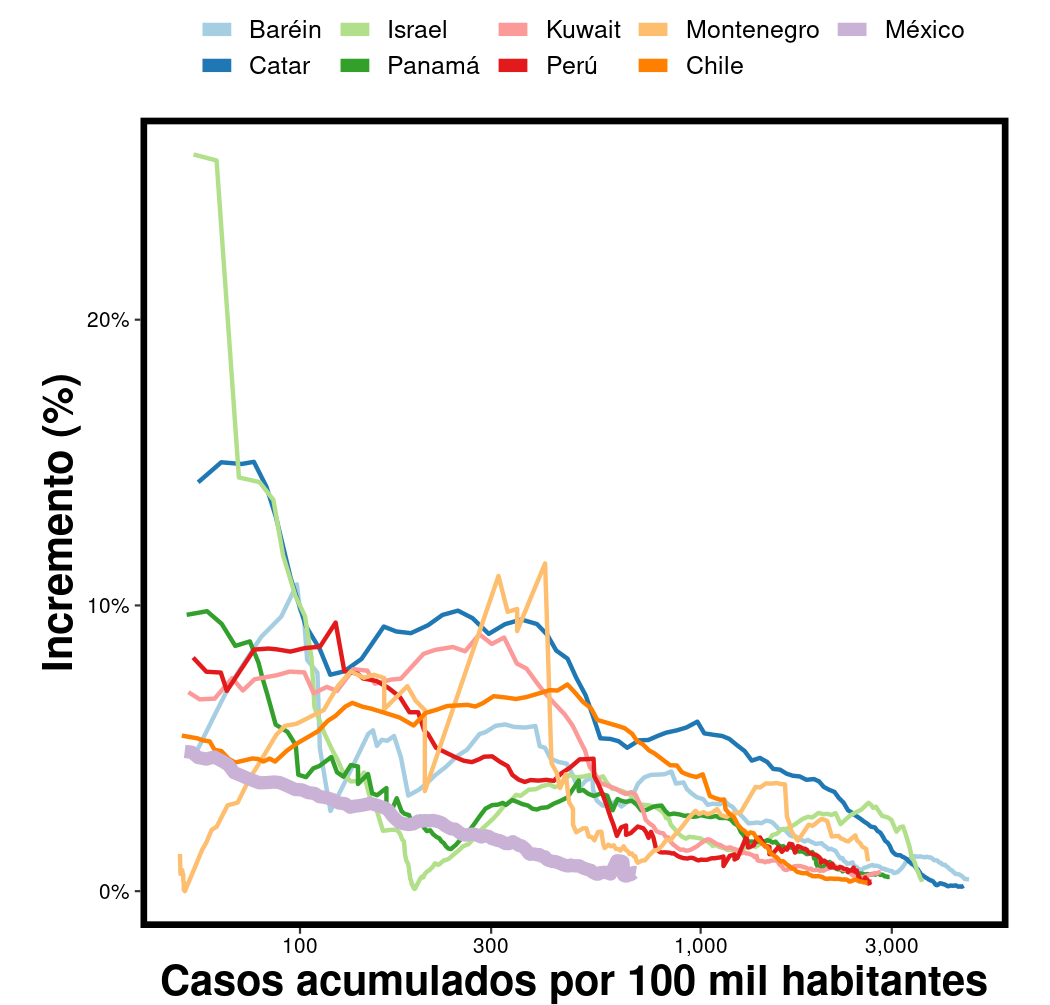 Baréin Israel Kuwait Montenegro México
Catar Panamá Perú Chile
Incremento (%)
20%
10%
0%
100 300 1,000 3,000
Casos acumulados por 100 mil habitantes